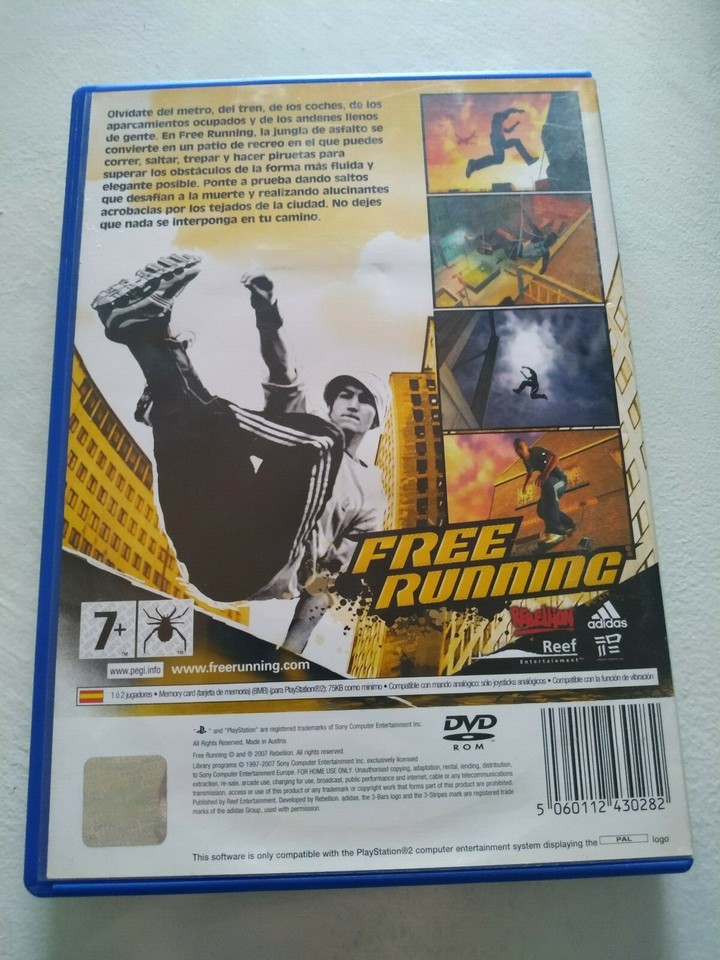 Olvídate del metro, del tren, de los coches, de los
aparcamientos ocupados y de los andenes llenos
de gente. En Free Running, la jungla de asfalto se
convierte en un patio de recreo en el que puedes
correr, saltar, trepar y hacer piruetas para
superar los obstáculos de la forma más fluida y
elegante posible. Ponte a prueba dando saltos
que desafían a la muerte y realizando alucinantes
acrobacias por los tejados de la ciudad. No dejes
que nada se interponga en tu camino.
FREE
RUNNING
7+
www.pegi.info
www.freerunning.com
REBELLION
Reef
Entertainment™
adidas
1 ó 2 jugadores • Memory card (tarjeta de memoria) (8MB) (para PlayStation®2): 75KB como mínimo • Compatible con mando analógico: sólo joysticks analógicos • Compatible con la función de vibración
" and "PlayStation" are registered trademarks of Sony Computer Entertainment Inc.
All Rights Reserved. Made in Austria.
Free Running © and ® 2007 Rebellion. All rights reserved.
Library programs © 1997-2007 Sony Computer Entertainment Inc. exclusively licensed
to Sony Computer Entertainment Europe. FOR HOME USE ONLY. Unauthorised copying, adaptation, rental, lending, distribution,
extraction, re-sale, arcade use, charging for use, broadcast, public performance and internet, cable or any telecommunications
transmission, access or use of this product or any trademark or copyright work that forms part of this product are prohibited.
Published by Reef Entertainment. Developed by Rebellion. adidas, the 3-Bars logo and the 3-Stripes mark are registered trade
marks of the adidas Group, used with permission.
DVD
ROM
5 060112 430282
This software is only compatible with the PlayStation®2 computer entertainment system displaying the PAL logo